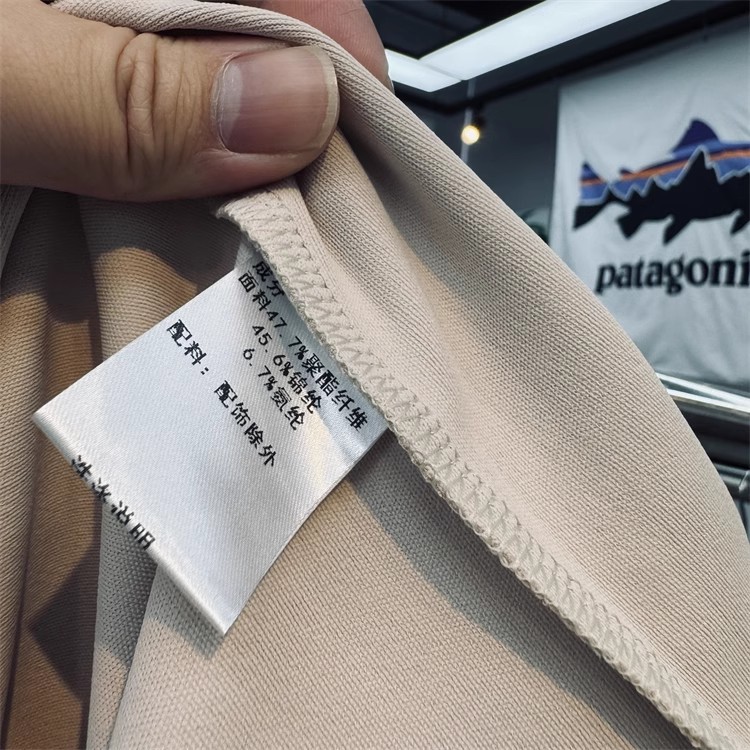 成分
面料47.7%聚酯纤维
45.6%锦纶
6.7%氨纶
配料：配饰除外
洗涤说明
patagoni